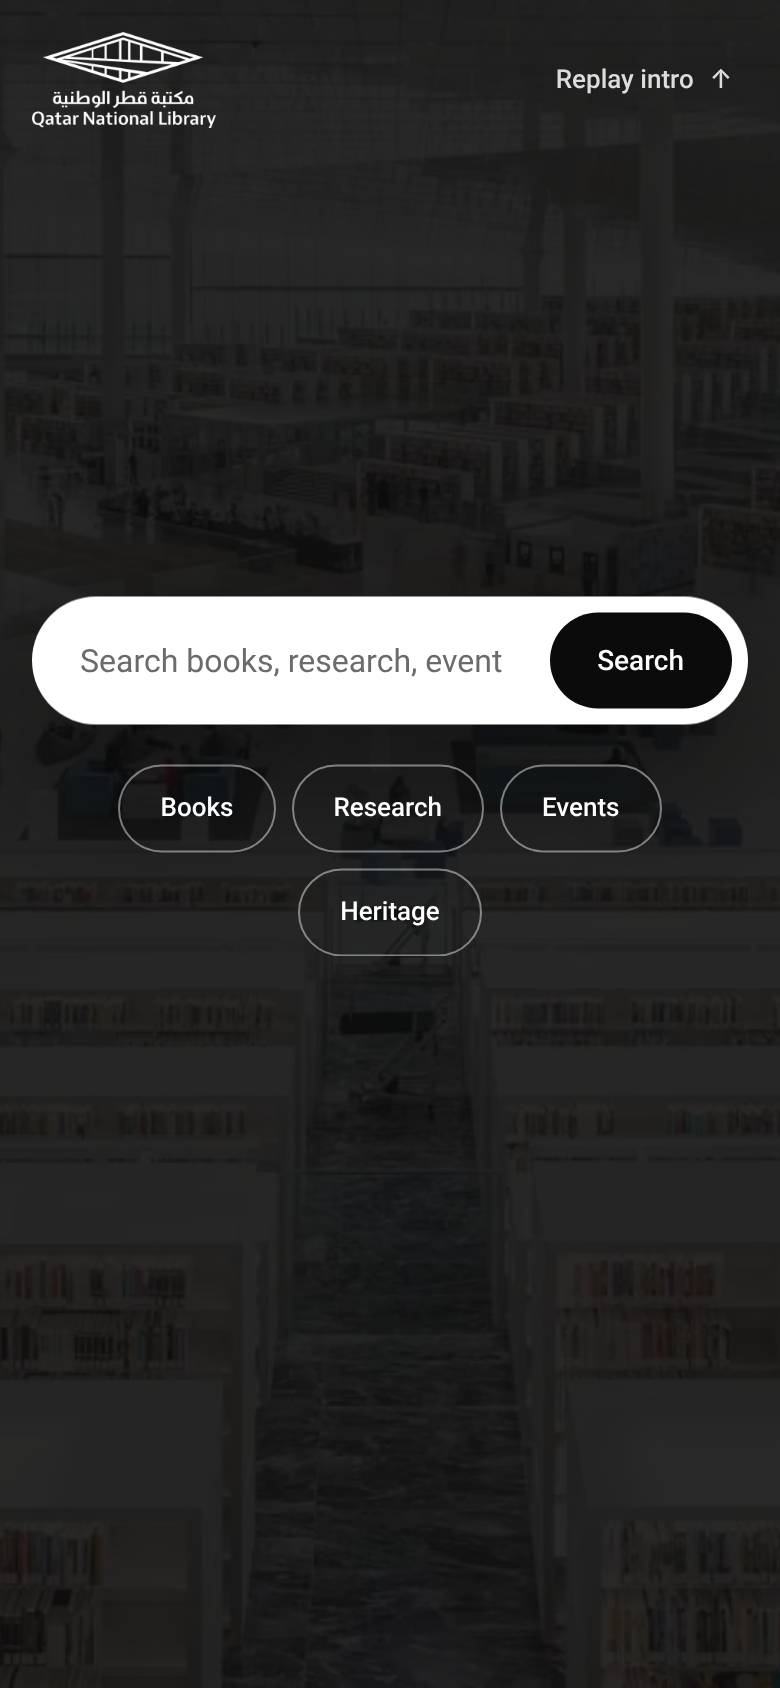 مكتبة قطر الوطنية
Qatar National Library
Replay intro ↑
Search books, research, event
Search
Books
Research
Events
Heritage